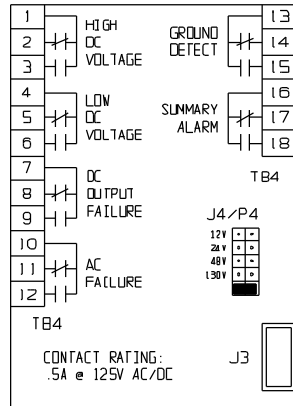 1
HIGH
2
DC
3
VOLTAGE
4
LOW
5
DC
6
VOLTAGE
7
DC
8
OUTPUT
9
FAILURE
10
11
AC
12
FAILURE
TB4
GROUND
DETECT
13
14
15
SUMMARY
ALARM
16
17
18
TB4
J4/P4
12V
24V
48V
130V
CONTACT RATING:
.5A @ 125V AC/DC
J3